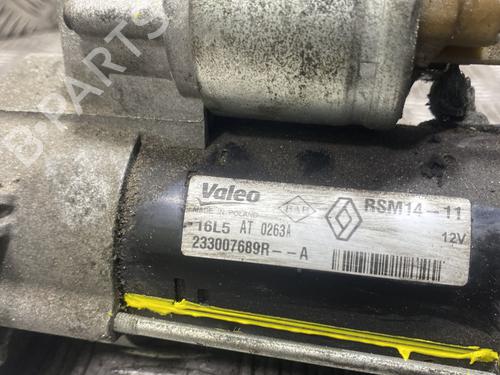 B-PARTS
Valeo
MADE IN POLAND
RSM14-11
16L5 AT 0263A
12V
233007689R--A